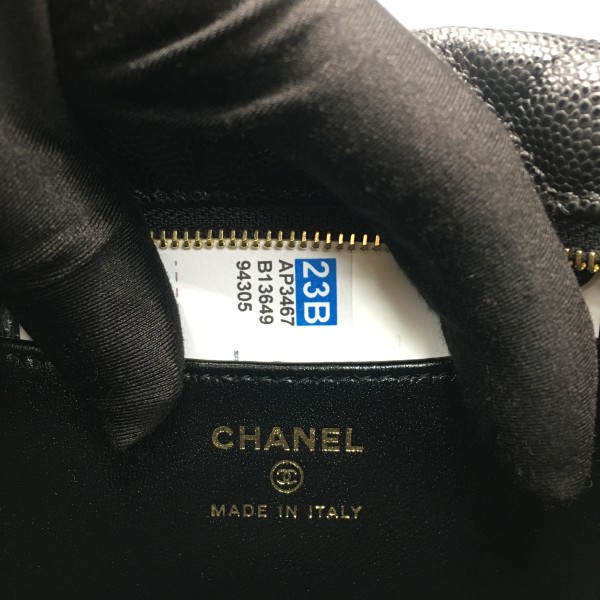 23B
AP3467
B13649
94305
CHANEL
MADE IN ITALY